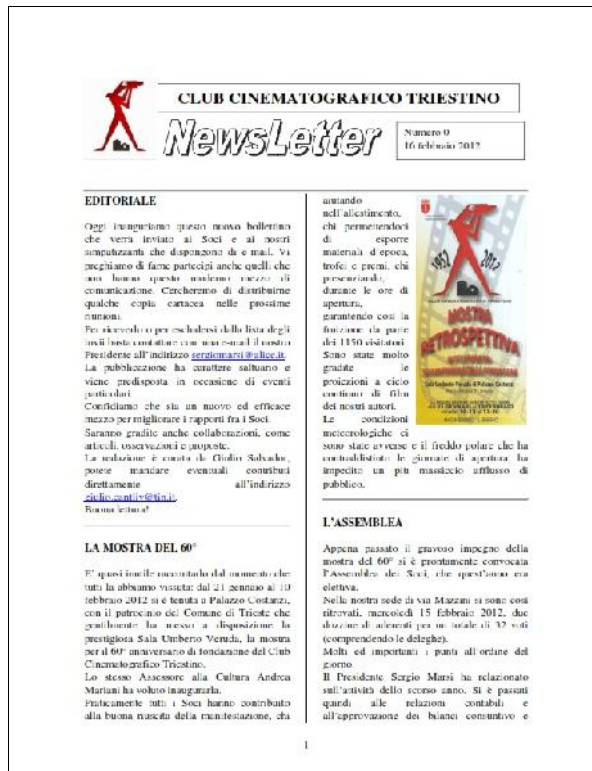 CLUB CINEMATOGRAFICO TRIESTINO
NewsLetter
Numero 0
16 febbraio 2012
EDITORIALE
Oggi inauguriamo questo nuovo bollettino
che verrà inviato ai Soci e ai nostri
simpatizzanti che dispongono di e-mail. Vi
preghiamo di farne partecipi anche quelli che
non hanno questo moderno mezzo di
comunicazione. Cercheremo di distribuirne
qualche copia cartacea nelle prossime
riunioni.
Per riceverlo o per escludersi dalla lista degli
invii basta contattare con una e-mail il nostro
Presidente all'indirizzo sergiomarsi@alice.it.
La pubblicazione ha carattere saltuario e
viene predisposta in occasione di eventi
particolari.
Confidiamo che sia un nuovo ed efficace
mezzo per migliorare i rapporti fra i Soci.
Saranno gradite anche collaborazioni, come
articoli, osservazioni e proposte.
La redazione è curata da Giulio Salvador,
potete mandare eventuali contributi
direttamente all'indirizzo
Buona lettura!
LA MOSTRA DEL 60°
E' quasi inutile raccontarlo dal momento che
tutti la abbiamo vissuta: dal 21 gennaio al 10
febbraio 2012 si è tenuta a Palazzo Costanzi,
con il patrocinio del Comune di Trieste che
gentilmente ha messo a disposizione la
prestigiosa Sala Umberto Veruda, la mostra
per il 60° anniversario di fondazione del Club
Cinematografico Triestino.
Lo stesso Assessore alla Cultura Andrea
Mariani ha voluto inaugurarla.
Praticamente tutti i Soci hanno contribuito
alla buona riuscita della manifestazione, chi
aiutando
nell'allestimento,
chi permettendoci
di esporre
materiali d'epoca,
trofei e premi, chi
presenziando,
durante le ore di
apertura,
garantendo così la
fruizione da parte
dei 1150 visitatori.
Sono state molto
gradite le
proiezioni a ciclo
continuo di film
dei nostri autori.
Le condizioni
meteorologiche ci
sono state avverse e il freddo polare che ha
contraddistinto le giornate di apertura ha
impedito un più massiccio afflusso di
pubblico.
1952 2012
CLUB CINEMATOGRAFICO TRIESTINO
MOSTRA
RETROSPETTIVA
INGRESSO LIBERO
L'ASSEMBLEA
Appena passato il gravoso impegno della
mostra del 60° si è prontamente convocata
l'Assemblea dei Soci, che quest'anno era
elettiva.
Nella nostra sede di via Mazzini si sono così
ritrovati, mercoledì 15 febbraio 2012, due
dozzine di aderenti per un totale di 32 voti
(comprendendo le deleghe).
Molti ed importanti i punti all'ordine del
giorno.
Il Presidente Sergio Marsi ha relazionato
sull'attività dello scorso anno. Si è passati
quindi alle relazioni contabili e
all'approvazione dei bilanci consuntivo e
1